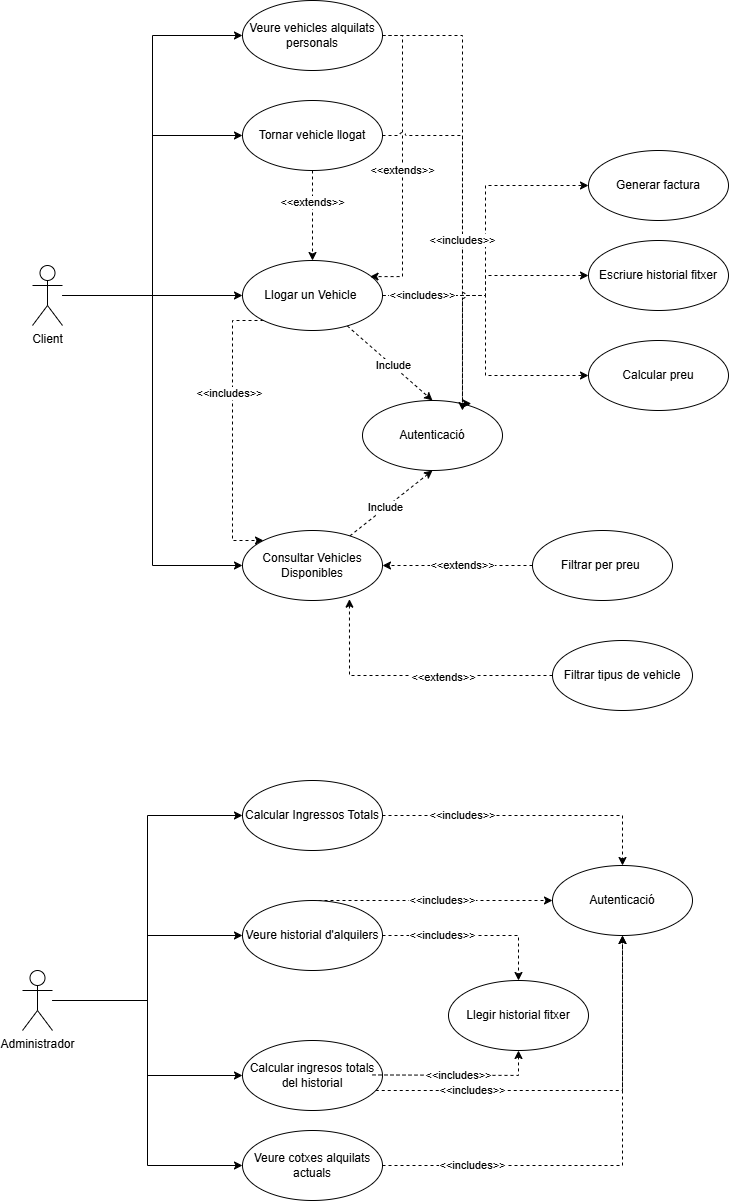 Veure vehicles alquilats
personals
Tornar vehicle llogat
<<extends>>
Generar factura
<<extends>>
<<includes>>
Escriure historial fitxer
Llogar un Vehicle
<<includes>>
Client
Include
Calcular preu
<<includes>>
Autenticació
Include
Consultar Vehicles
Disponibles
<<extends>>
Filtrar per preu
<<extends>>
Filtrar tipus de vehicle
Calcular Ingressos Totals
<<includes>>
<<includes>>
Autenticació
Veure historial d'alquilers
<<includes>>
Llegir historial fitxer
Administrador
Calcular ingresos totals
del historial
<<includes>>
<<includes>>
Veure cotxes alquilats
actuals
<<includes>>